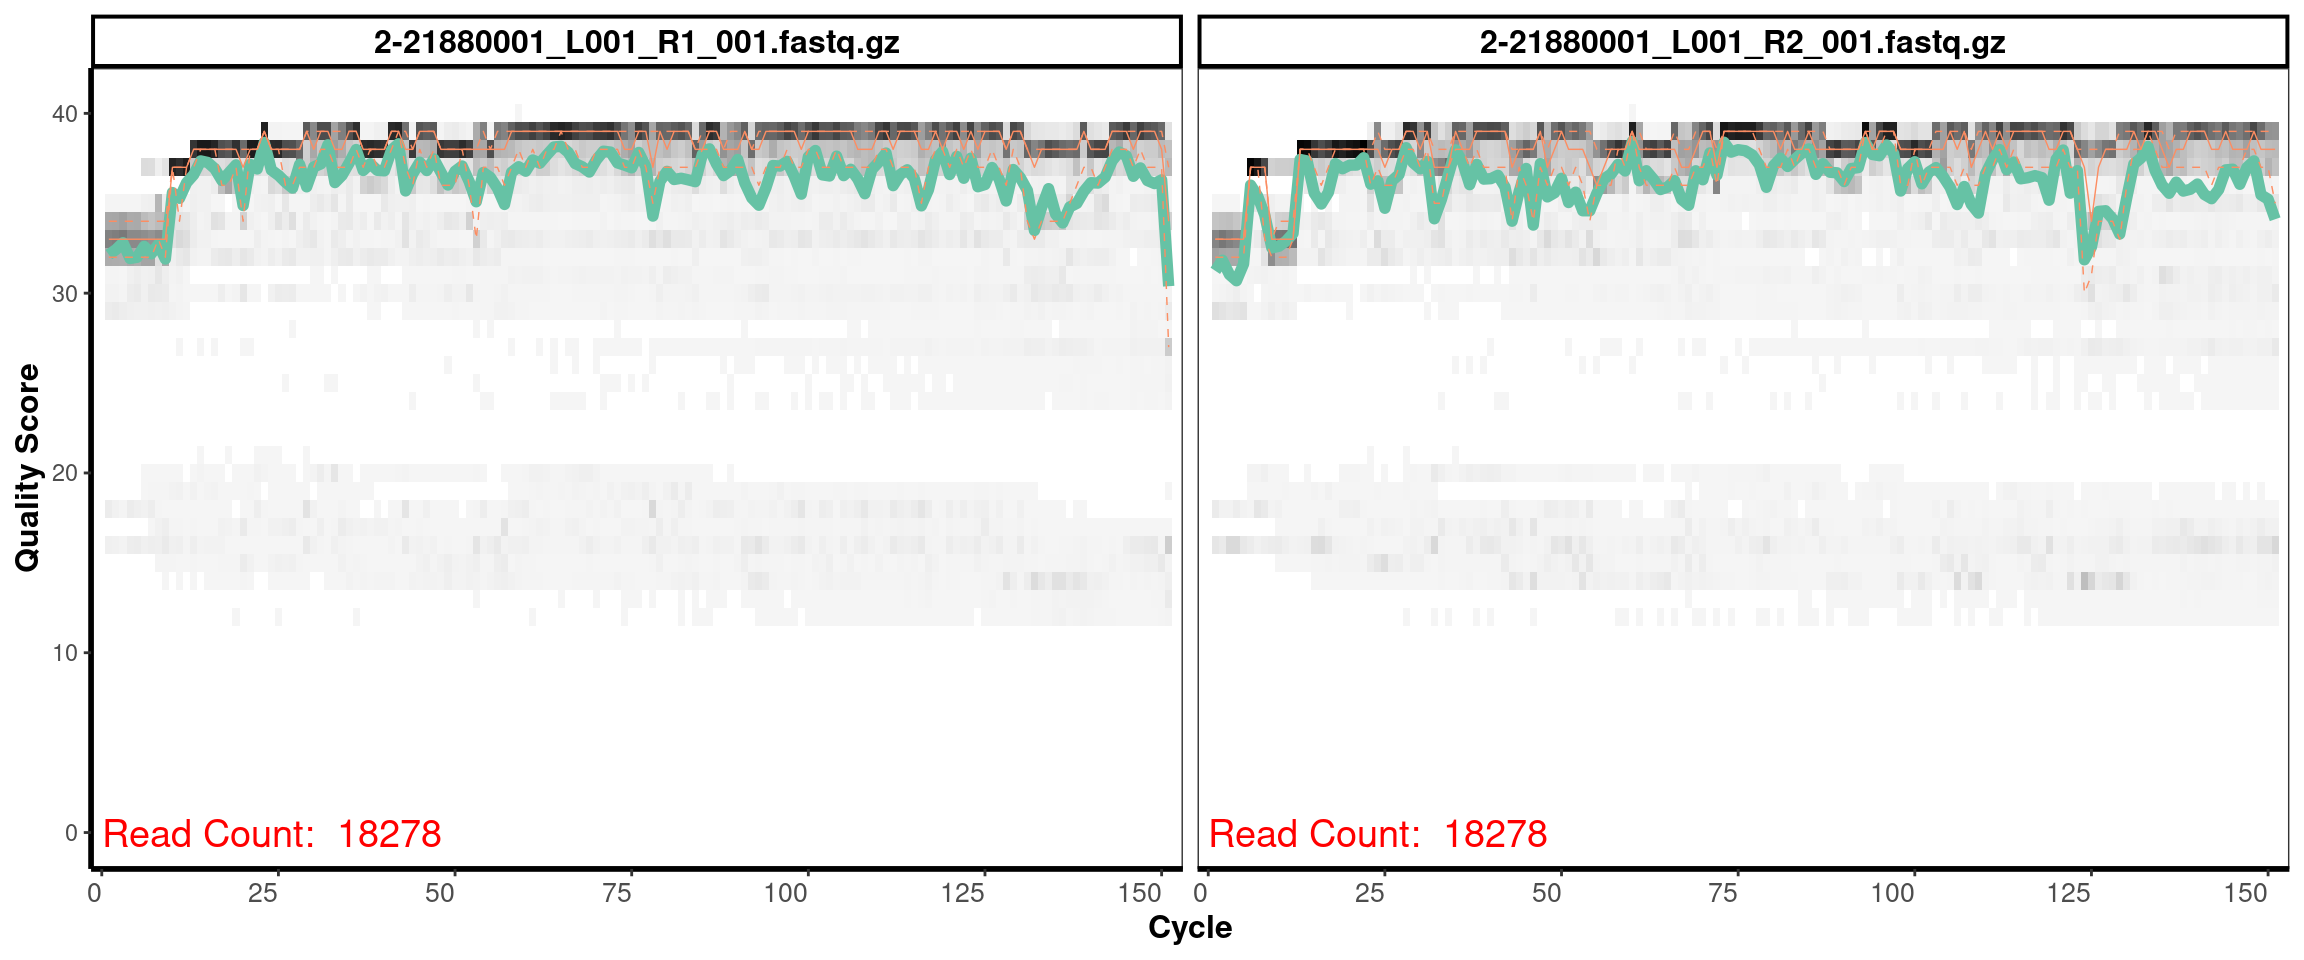 2-21880001_L001_R1_001.fastq.gz
2-21880001_L001_R2_001.fastq.gz
40
30
20
10
0
Quality Score
Read Count: 18278
Read Count: 18278
0 25 50 75 100 125 150
0 25 50 75 100 125 150
Cycle